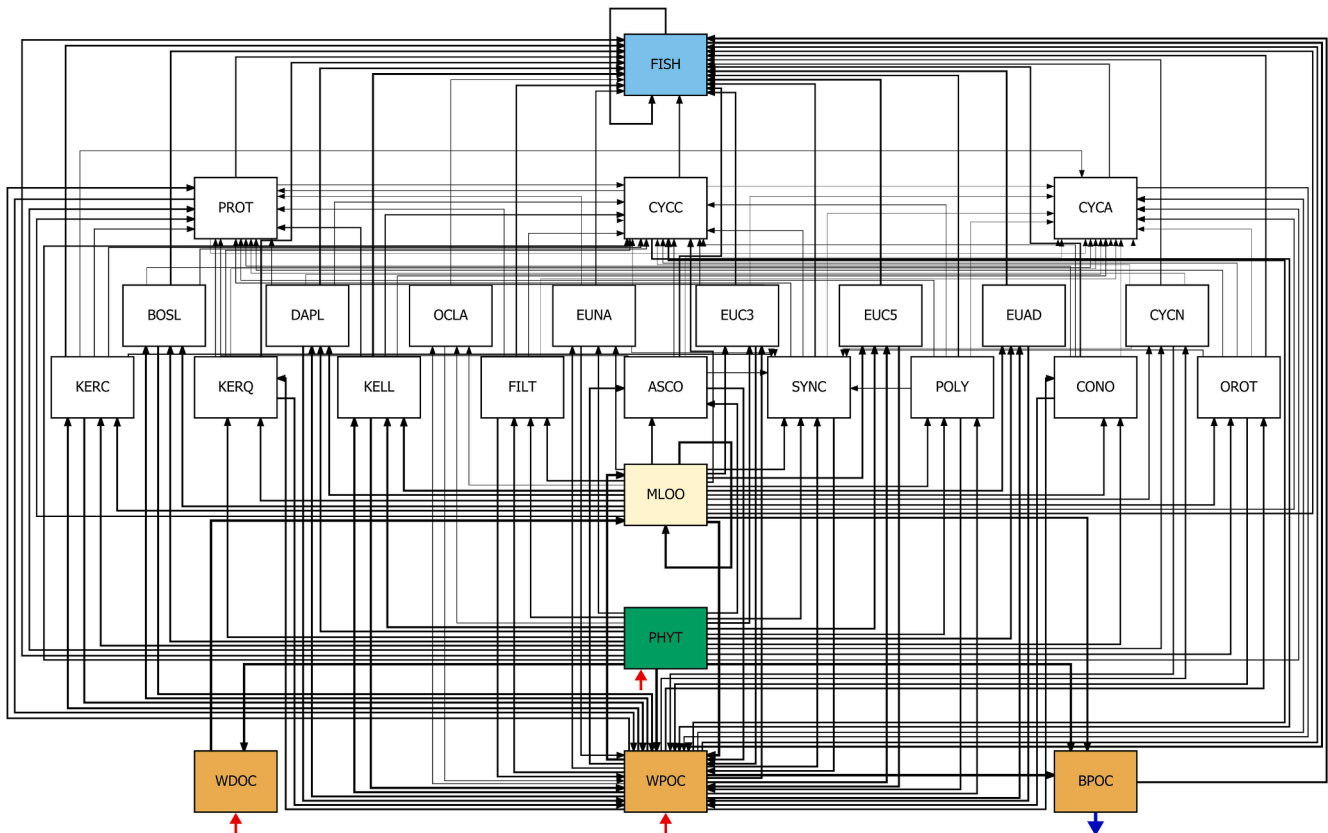 FISH
PROT
CYCC
CYCA
BOSL
DAPL
OCLA
EUNA
EUC3
EUC5
EUAD
CYCN
KERC
KERQ
KELL
FILT
ASCO
SYNC
POLY
CONO
OROT
MLOO
PHYT
WDOC
WPOC
BPOC